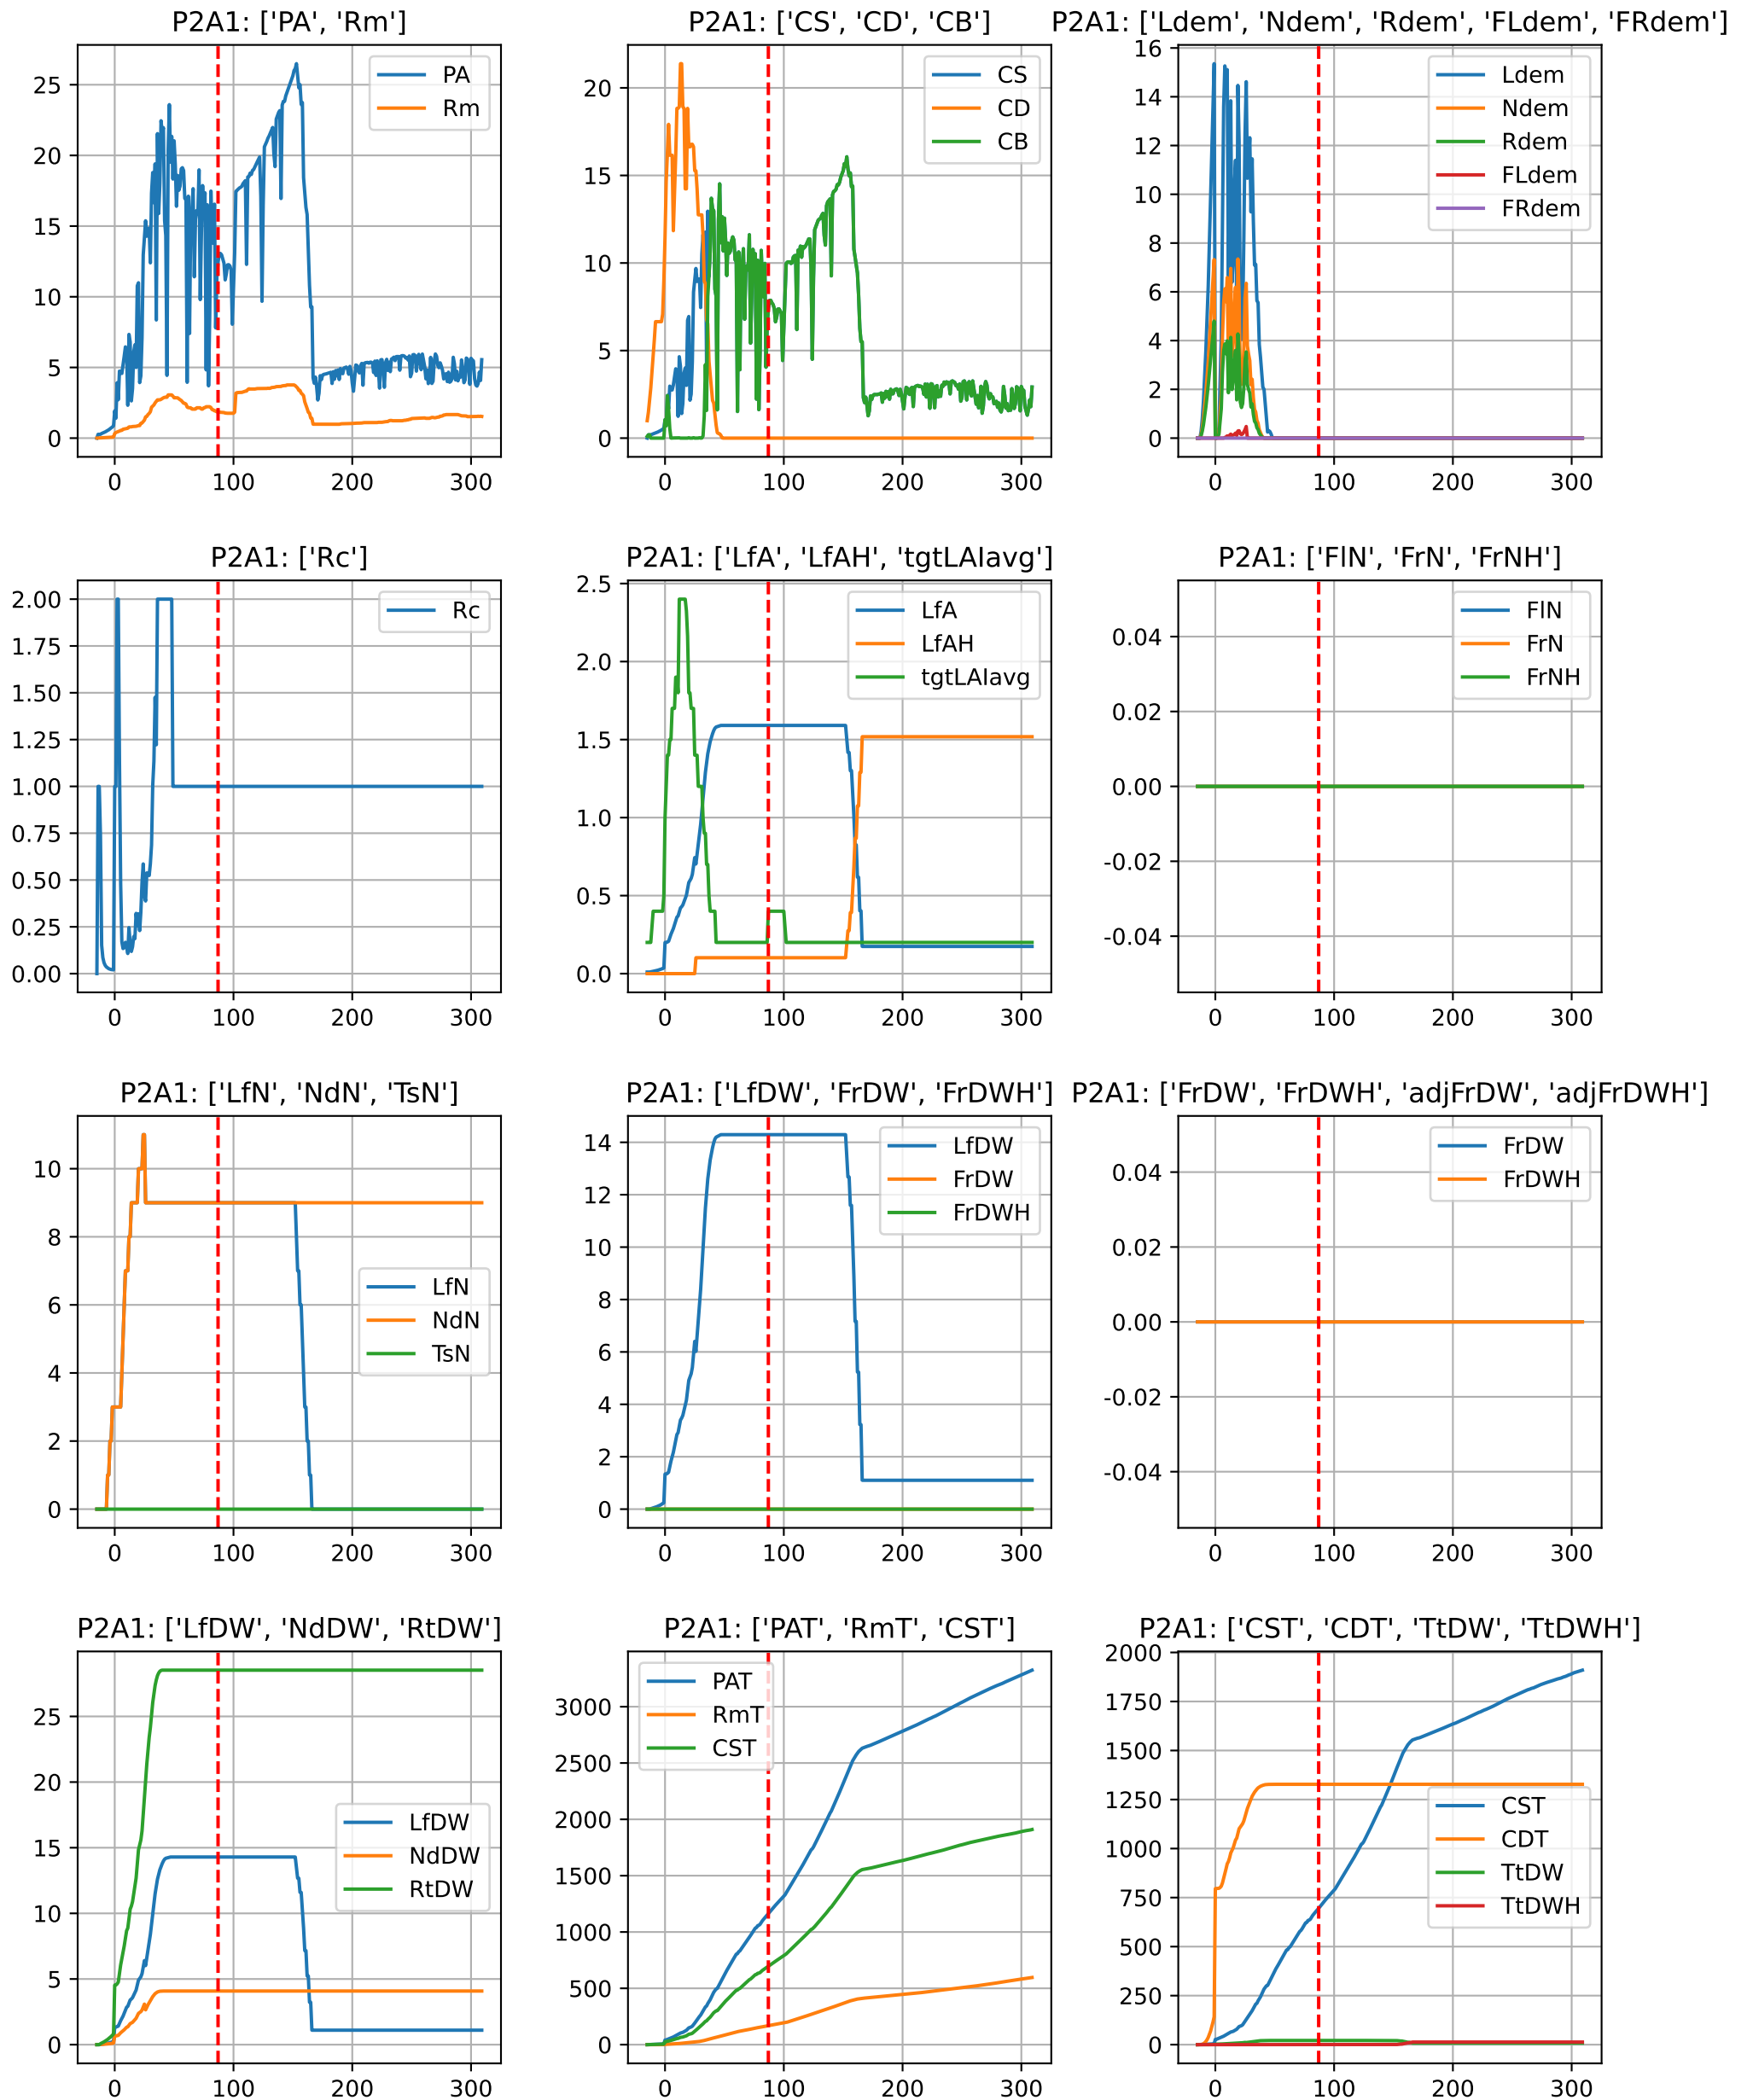 P2A1: ['PA', 'Rm']
25
20
15
10
5
0
0 100 200 300
PA
Rm
P2A1: ['CS', 'CD', 'CB']
20
15
10
5
0
0 100 200 300
CS
CD
CB
P2A1: ['Ldem', 'Ndem', 'Rdem', 'FLdem', 'FRdem']
16
14
12
10
8
6
4
2
0
0 100 200 300
Ldem
Ndem
Rdem
FLdem
FRdem
P2A1: ['Rc']
2.00
1.75
1.50
1.25
1.00
0.75
0.50
0.25
0.00
0 100 200 300
Rc
P2A1: ['LfA', 'LfAH', 'tgtLAIavg']
2.5
2.0
1.5
1.0
0.5
0.0
0 100 200 300
LfA
LfAH
tgtLAIavg
P2A1: ['FlN', 'FrN', 'FrNH']
0.04
0.02
0.00
-0.02
-0.04
0 100 200 300
FlN
FrN
FrNH
P2A1: ['LfN', 'NdN', 'TsN']
10
8
6
4
2
0
0 100 200 300
LfN
NdN
TsN
P2A1: ['LfDW', 'FrDW', 'FrDWH']
14
12
10
8
6
4
2
0
0 100 200 300
LfDW
FrDW
FrDWH
P2A1: ['FrDW', 'FrDWH', 'adjFrDW', 'adjFrDWH']
0.04
0.02
0.00
-0.02
-0.04
0 100 200 300
FrDW
FrDWH
P2A1: ['LfDW', 'NdDW', 'RtDW']
25
20
15
10
5
0
0 100 200 300
LfDW
NdDW
RtDW
P2A1: ['PAT', 'RmT', 'CST']
3000
2500
2000
1500
1000
500
0
0 100 200 300
PAT
RmT
CST
P2A1: ['CST', 'CDT', 'TtDW', 'TtDWH']
2000
1750
1500
1250
1000
750
500
250
0
0 100 200 300
CST
CDT
TtDW
TtDWH